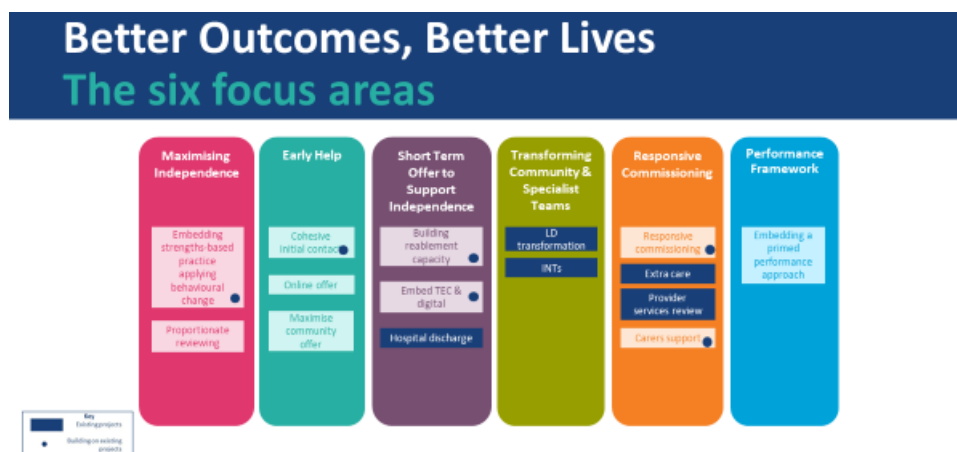 Better Outcomes, Better Lives
The six focus areas
Maximising
Independence
Embedding
strengths-based
practice
applying
behavioural
change
Proportionate
reviewing
Early Help
Cohesive
initial contact
Online offer
Maximise
community
offer
Short Term
Offer to
Support
Independence
Building
reablement
capacity
Embed TEC &
digital
Hospital discharge
Transforming
Community &
Specialist
Teams
LD
transformation
INTs
Responsive
Commissioning
Responsive
commissioning
Extra care
Provider
services review
Carers support
Performance
Framework
Embedding a
primed
performance
approach
Key
Existing projects
Building on existing
projects